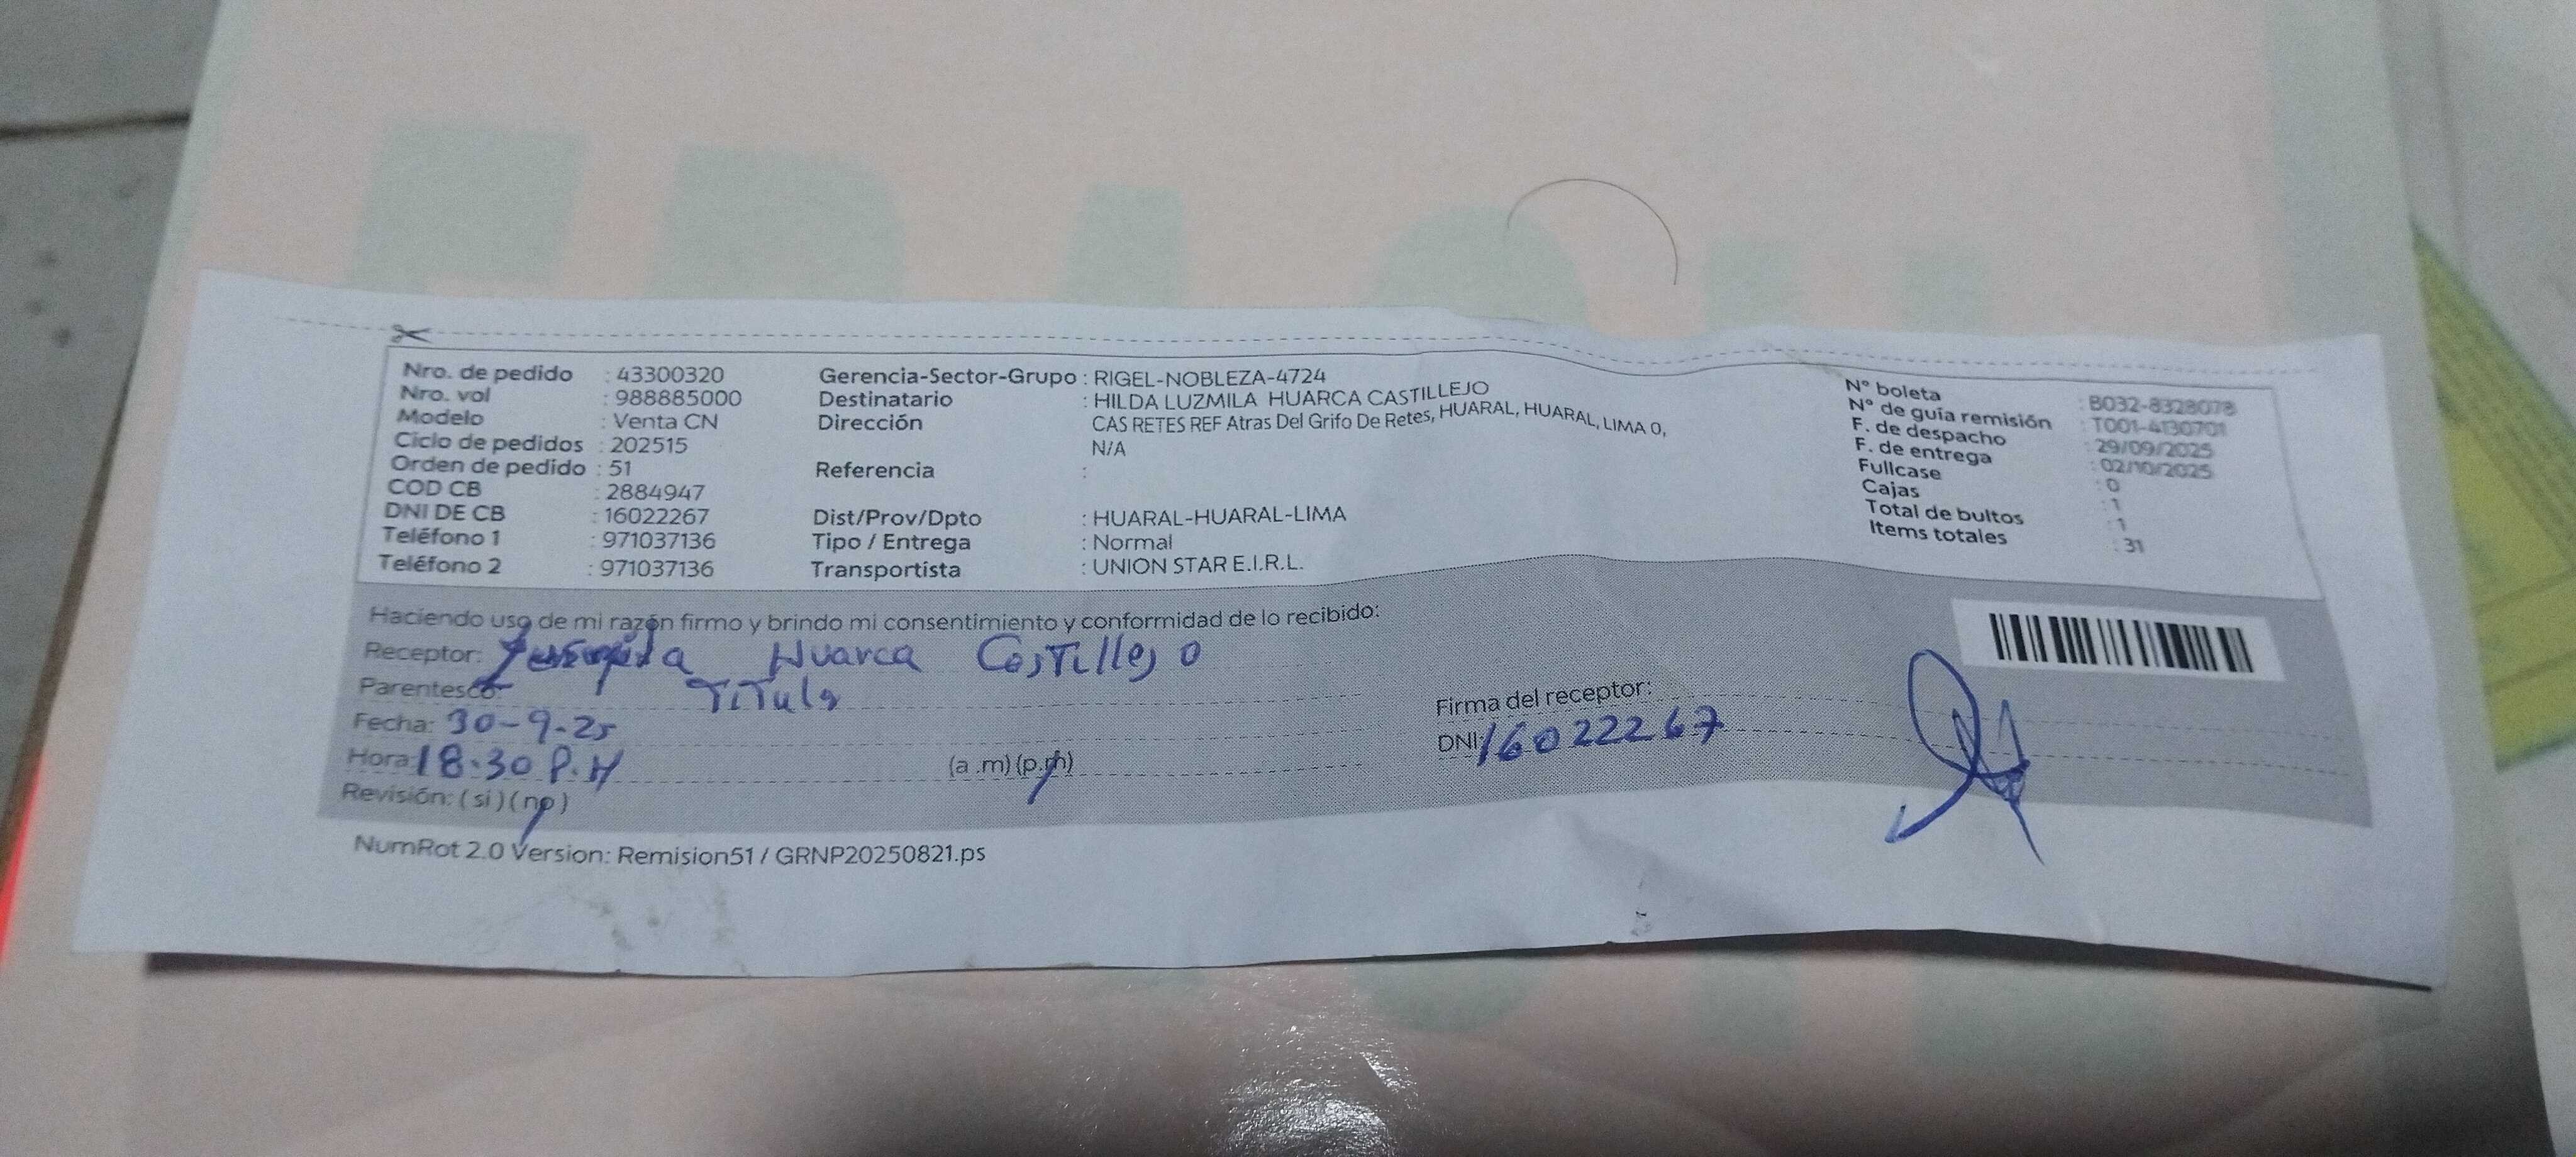 Nro. de pedido : 43300320
Nro. vol : 988885000
Modelo : Venta CN
Ciclo de pedidos : 202515
Orden de pedido : 51
COD CB : 2884947
DNI DE CB : 16022267
Teléfono 1 : 971037136
Teléfono 2 : 971037136
Gerencia-Sector-Grupo : RIGEL-NOBLEZA-4724
Destinatario : HILDA LUZMILA HUARCA CASTILLEJO
Dirección : CAS RETES REF Atras Del Grifo De Retes, HUARAL, HUARAL, LIMA 0,
N/A
Referencia :
Dist/Prov/Dpto : HUARAL-HUARAL-LIMA
Tipo / Entrega : Normal
Transportista : UNION STAR E.I.R.L.
N° boleta : B032-8328078
N° de guía remisión : T001-4130701
F. de despacho : 29/09/2025
F. de entrega : 02/10/2025
Fullcase : 0
Cajas : 1
Total de bultos : 1
Items totales : 31
Haciendo uso de mi razón firmo y brindo mi consentimiento y conformidad de lo recibido:
Receptor: Huarca Castillejo
Parentesco: Titula
Fecha: 30-9-25
Hora: 18:30 P.M (a .m) (p.m)
Revisión: ( si ) ( no )
Firma del receptor:
DNI: 16022267
NumRot 2.0 Version: Remision51 / GRNP20250821.ps